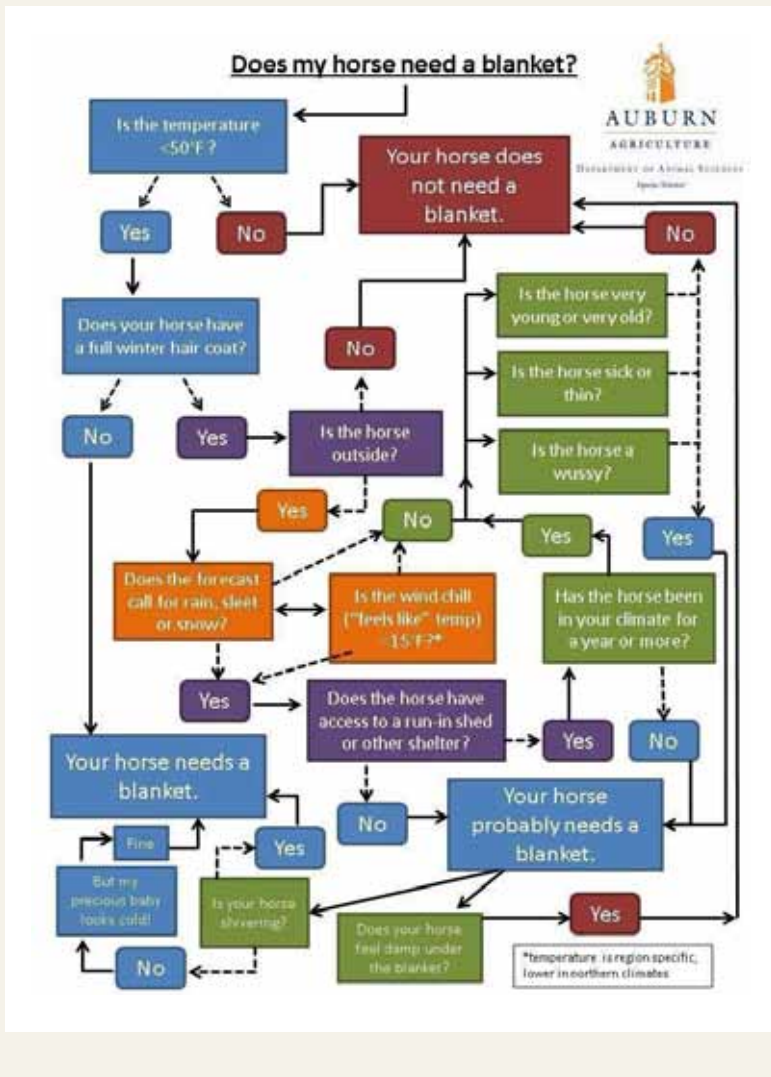 Does my horse need a blanket?
AUBURN
AGRICULTURE
DEPARTMENT OF ANIMAL SCIENCES
Is the temperature
<50°F?
Your horse does
not need a
blanket.
Yes
No
No
Does your horse have
a full winter hair coat?
Is the horse very
young or very old?
No
Is the horse sick or
thin?
No
Yes
Is the horse
outside?
Is the horse a
wussy?
Yes
No
Yes
Yes
Does the forecast
call for rain, sleet
or snow?
Is the wind chill
("feels like" temp)
<15°F?*
Has the horse been
in your climate for
a year or more?
Yes
Does the horse have
access to a run-in shed
or other shelter?
Yes
No
Your horse needs a
blanket.
No
Your horse
probably needs a
blanket.
Fine
Yes
But my
precious baby
looks cold!
Is your horse
shivering?
Does your horse
feel damp under
the blanket?
Yes
No
*temperature is region specific,
lower in northern climates